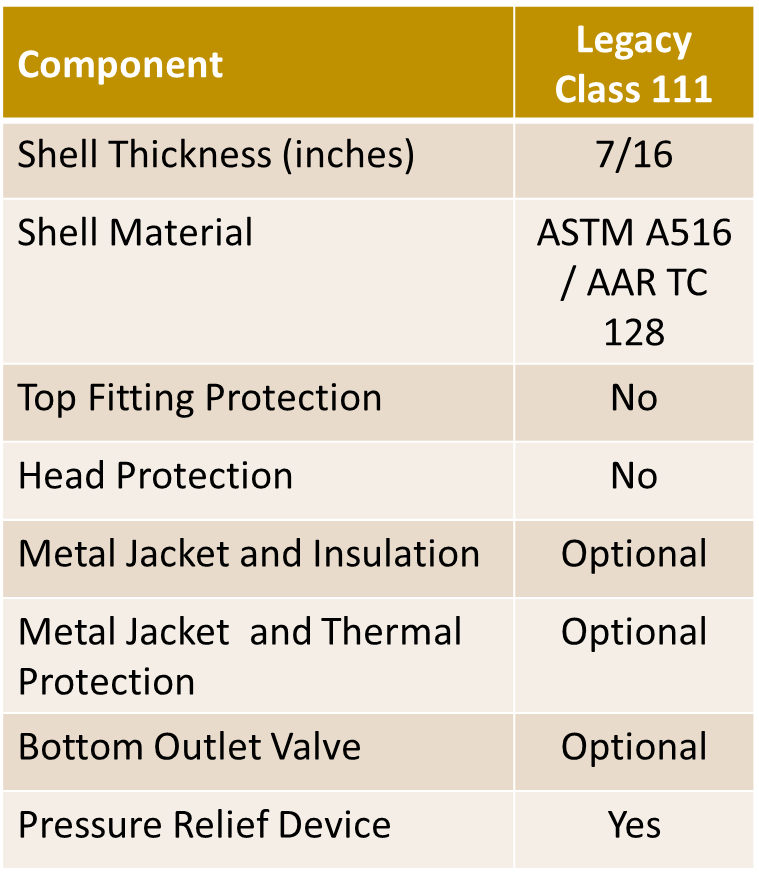 Component
Legacy
Class 111
Shell Thickness (inches)
7/16
Shell Material
ASTM A516
/ AAR TC
128
Top Fitting Protection
No
Head Protection
No
Metal Jacket and Insulation
Optional
Metal Jacket  and Thermal
Protection
Optional
Bottom Outlet Valve
Optional
Pressure Relief Device
Yes